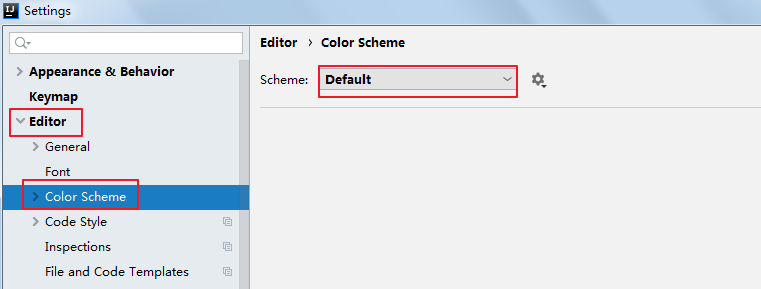 IJ Settings
Appearance & Behavior
Keymap
Editor
General
Font
Color Scheme
Code Style
Inspections
File and Code Templates
Editor › Color Scheme
Scheme: Default